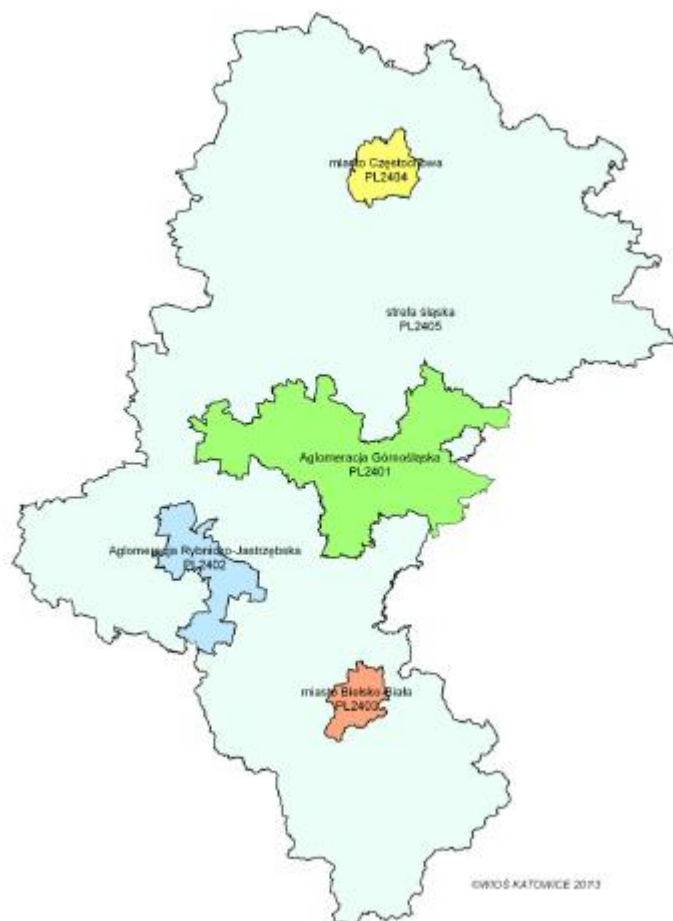 miasto Częstochowa
PL2404
strefa śląska
PL2405
Aglomeracja Górnośląska
PL2401
Aglomeracja Rybnicko-Jastrzębska
PL2402
miasto Bielsko-Biała
PL2403
©WIOŚ KATOWICE 2013